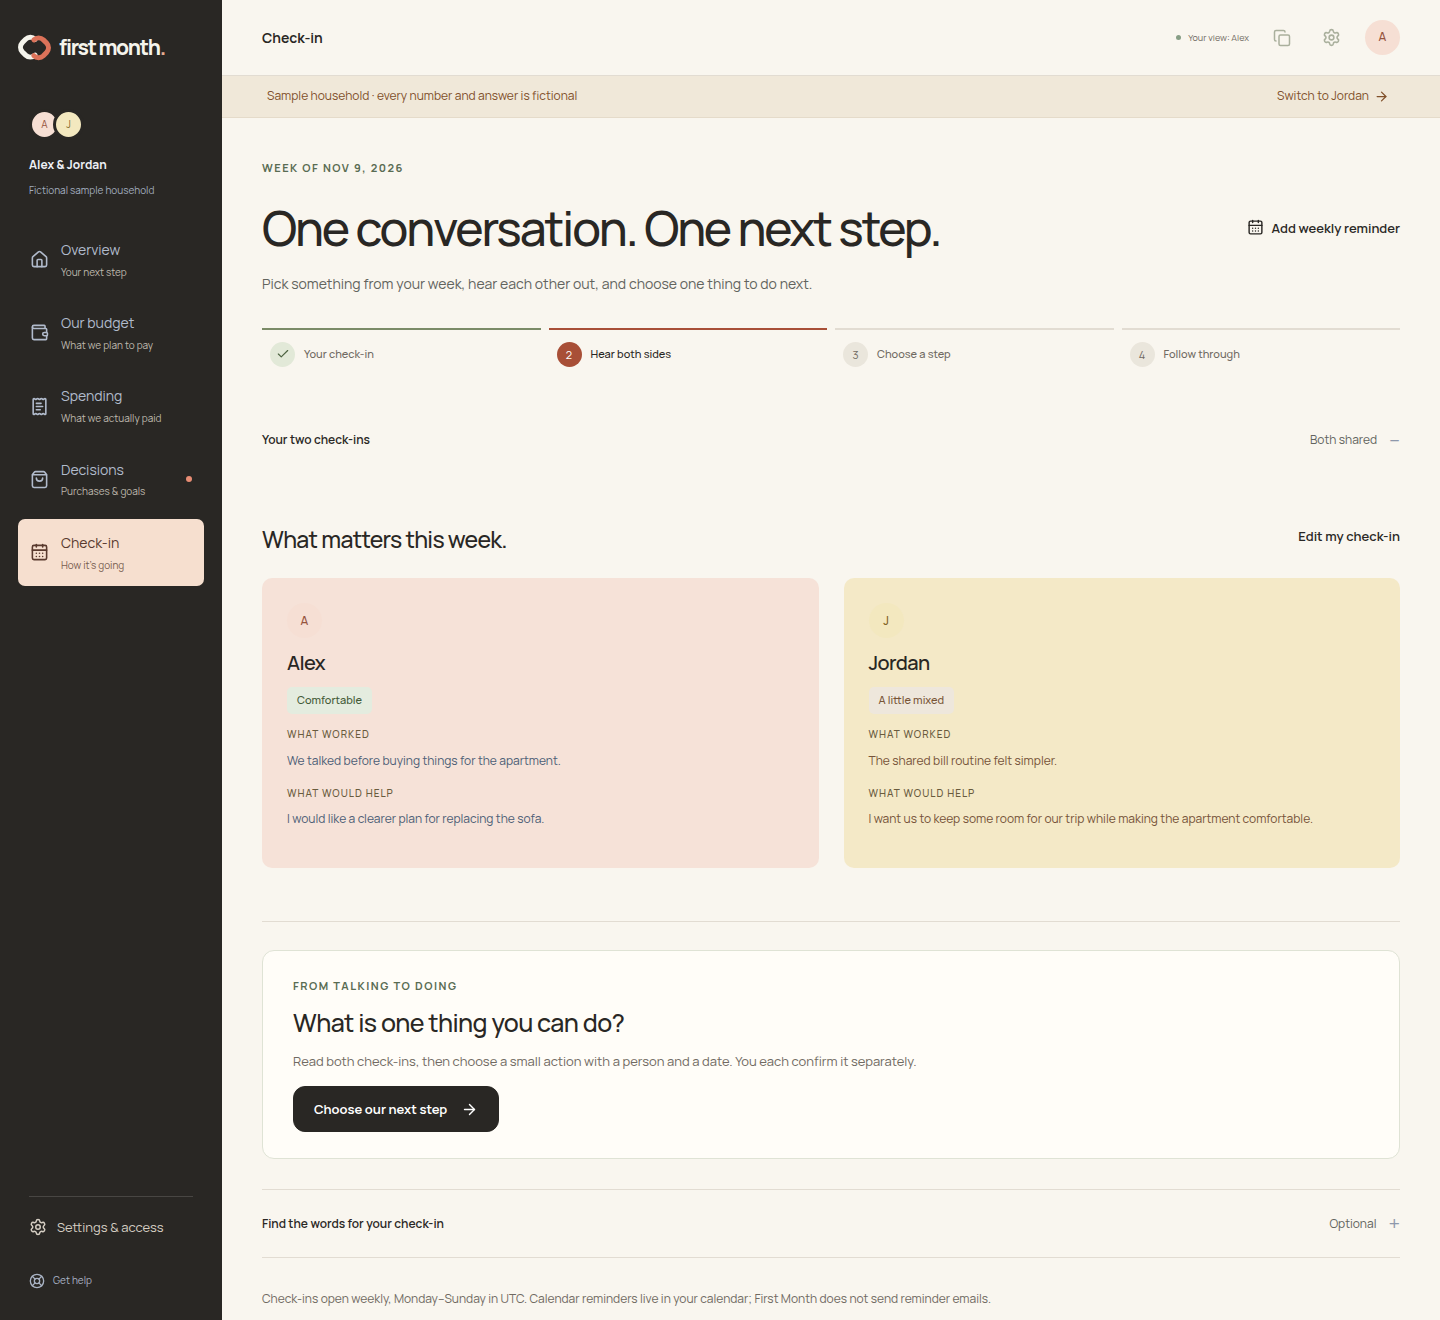 first month.
A J
Alex & Jordan
Fictional sample household
Overview
Your next step
Our budget
What we plan to pay
Spending
What we actually paid
Decisions
Purchases & goals
Check-in
How it's going
Settings & access
Get help
Check-in
Your view: Alex
A
Sample household · every number and answer is fictional
Switch to Jordan →
WEEK OF NOV 9, 2026
One conversation. One next step.
Add weekly reminder
Pick something from your week, hear each other out, and choose one thing to do next.
Your check-in
2 Hear both sides
3 Choose a step
4 Follow through
Your two check-ins
Both shared −
What matters this week.
Edit my check-in
A
Alex
Comfortable
WHAT WORKED
We talked before buying things for the apartment.
WHAT WOULD HELP
I would like a clearer plan for replacing the sofa.
J
Jordan
A little mixed
WHAT WORKED
The shared bill routine felt simpler.
WHAT WOULD HELP
I want us to keep some room for our trip while making the apartment comfortable.
FROM TALKING TO DOING
What is one thing you can do?
Read both check-ins, then choose a small action with a person and a date. You each confirm it separately.
Choose our next step →
Find the words for your check-in
Optional +
Check-ins open weekly, Monday–Sunday in UTC. Calendar reminders live in your calendar; First Month does not send reminder emails.